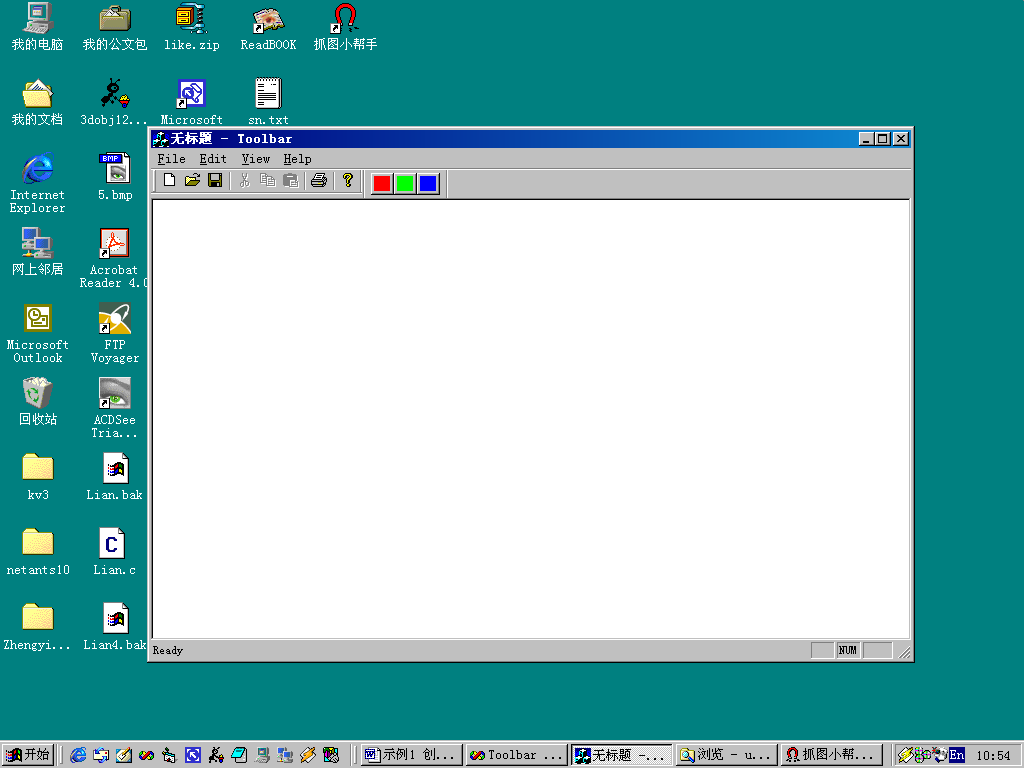 我的电脑
我的公文包
like.zip
ReadBOOK
抓图小帮手
我的文档
3dobj12...
Microsoft
sn.txt
无标题 - Toolbar
File Edit View Help
Internet
Explorer
BMP
5.bmp
网上邻居
Acrobat
Reader 4.0
Microsoft
Outlook
FTP
Voyager
回收站
ACDSee
Tria...
kv3
Lian.bak
netants10
C
Lian.c
Zhengyi...
Lian4.bak
Ready
NUM
开始
示例1 创...
Toolbar ...
无标题 -...
浏览 - u...
抓图小帮...
En
10:54